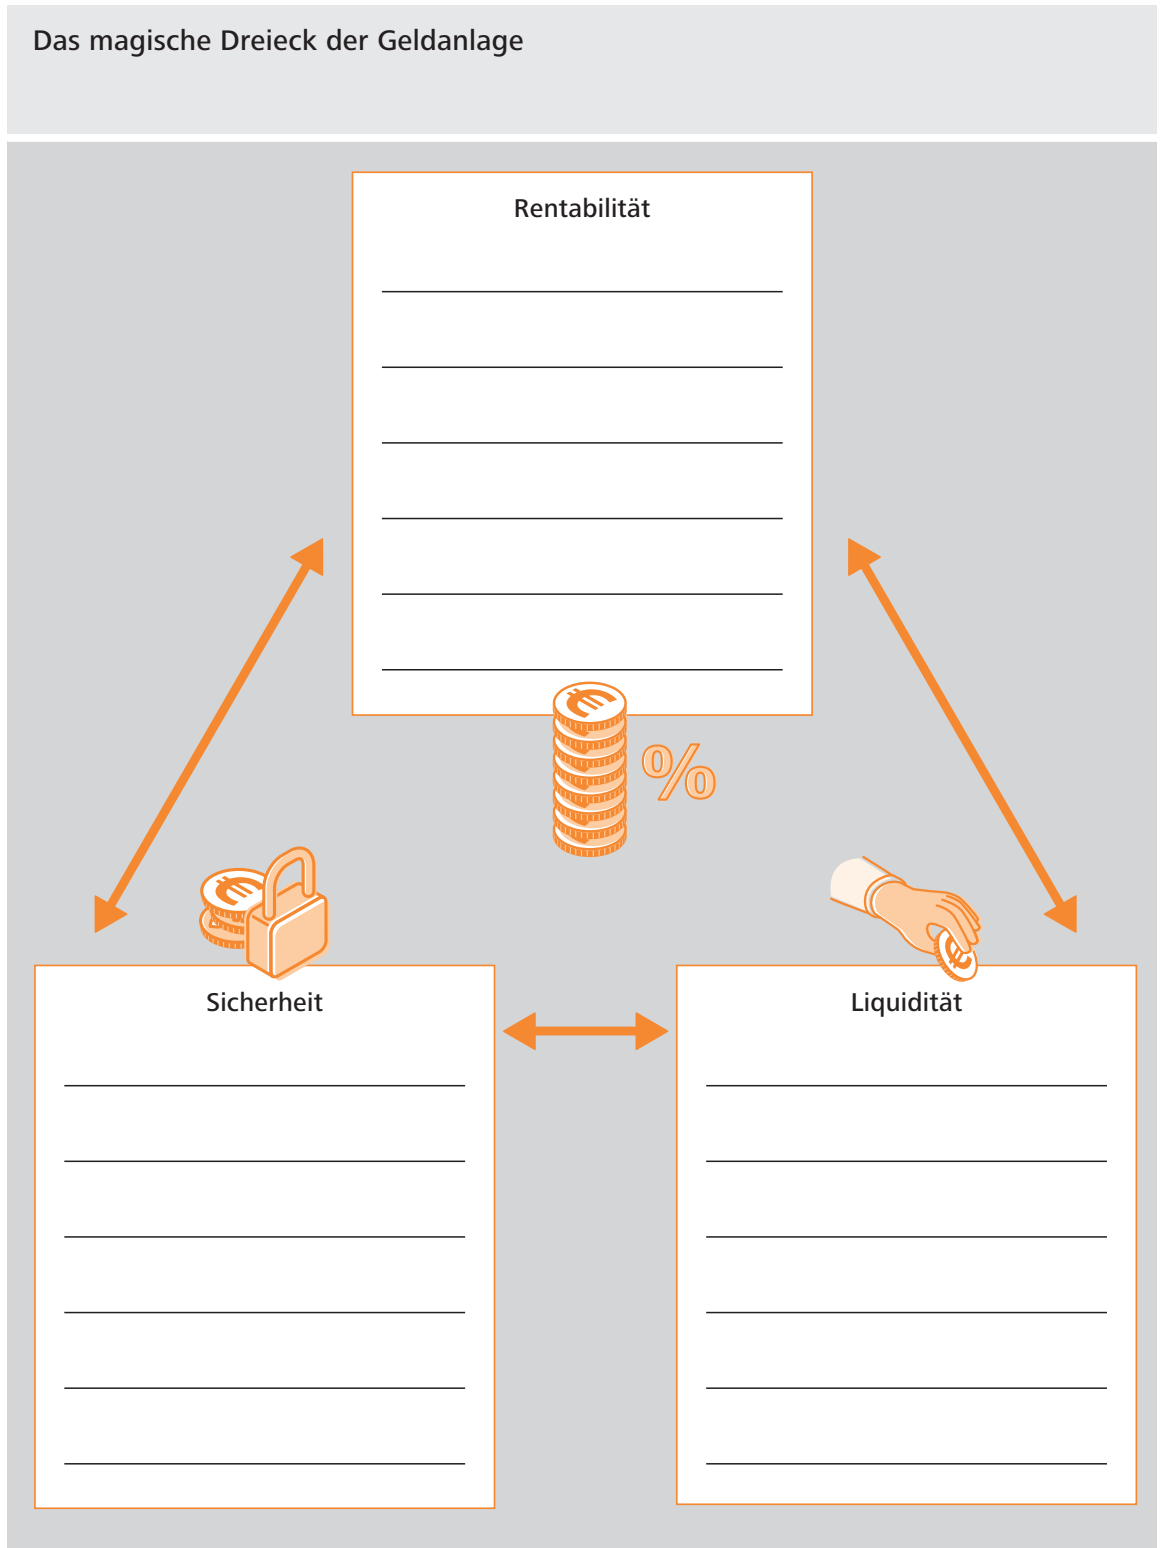 Das magische Dreieck der Geldanlage
Rentabilität
%
Sicherheit
Liquidität